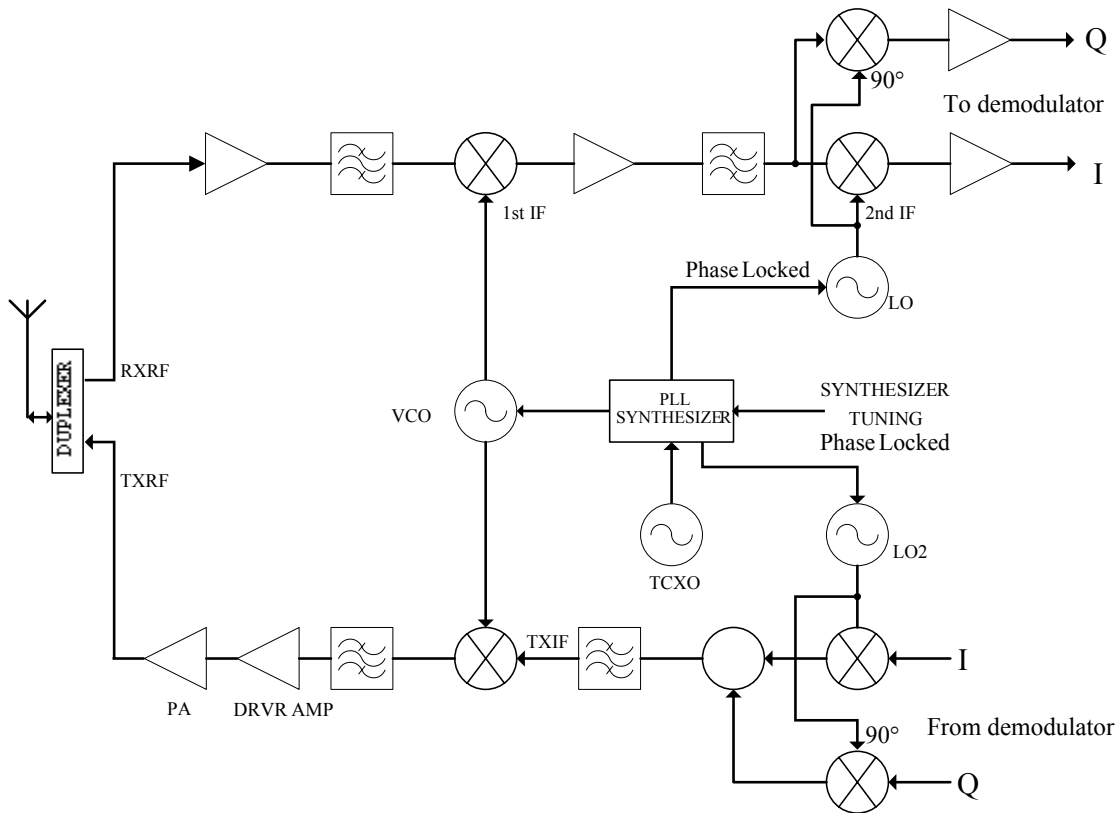 Q
90°
To demodulator
I
1st IF
2nd IF
Phase Locked
LO
DUPLEXER
RXRF
VCO
PLL
SYNTHESIZER
SYNTHESIZER
TUNING
Phase Locked
TXRF
LO2
TCXO
TXIF
I
PA
DRVR AMP
From demodulator
90°
Q